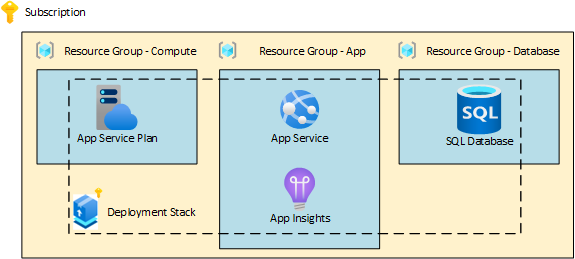 Subscription
Resource Group - Compute
Resource Group - App
Resource Group - Database
App Service Plan
App Service
SQL
SQL Database
Deployment Stack
App Insights